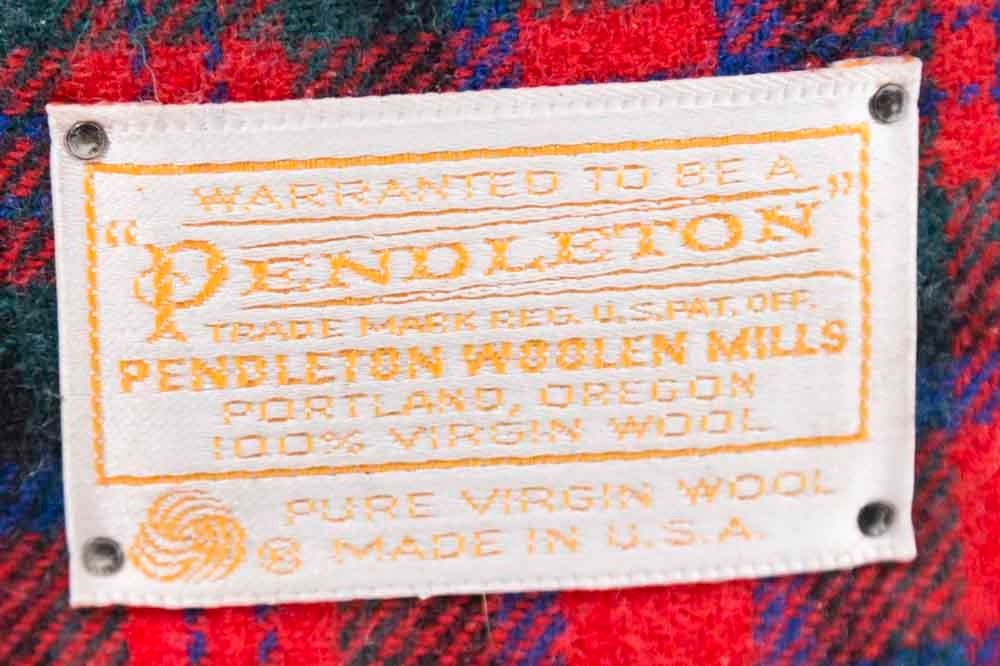 WARRANTED TO BE A
"PENDLETON"
TRADE MARK REG. U.S. PAT. OFF.
PENDLETON WOOLEN MILLS
PORTLAND, OREGON
100% VIRGIN WOOL
PURE VIRGIN WOOL
® MADE IN U.S.A.